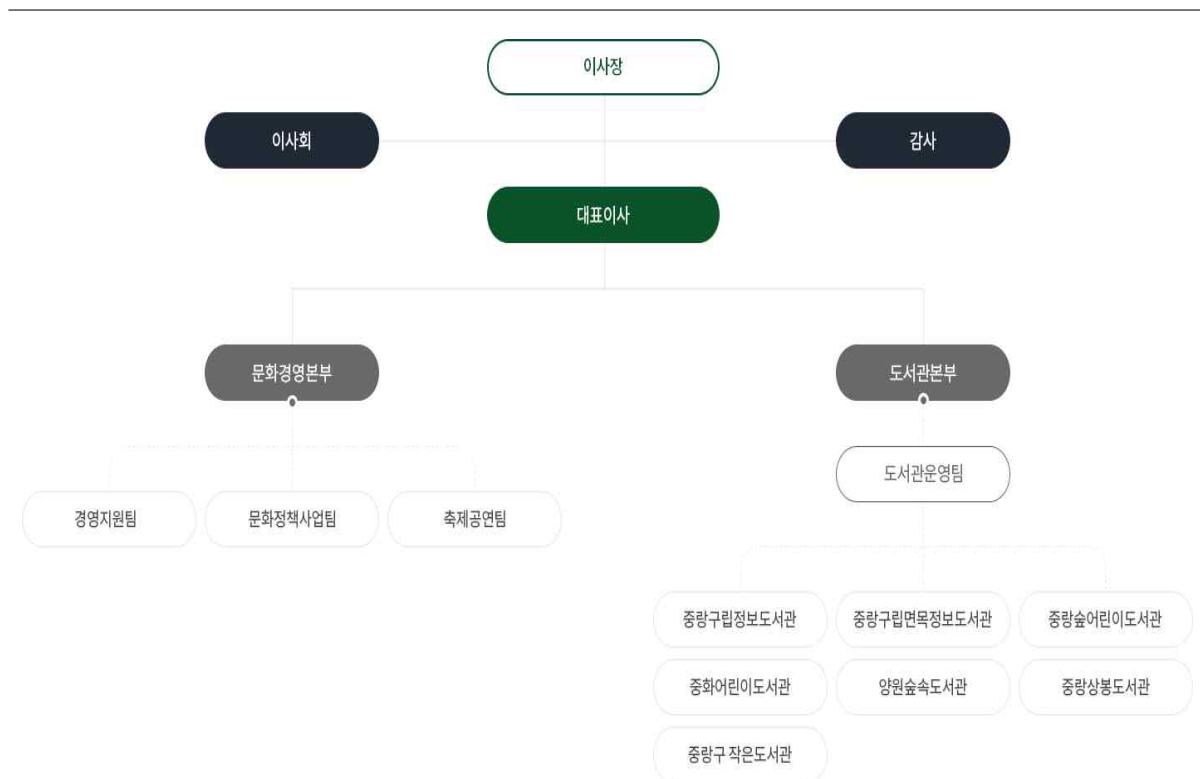 이사장
이사회
감사
대표이사
문화경영본부
도서관본부
도서관운영팀
경영지원팀
문화정책사업팀
축제공연팀
중랑구립정보도서관
중랑구립면목정보도서관
중랑숲어린이도서관
중화어린이도서관
양원숲속도서관
중랑상봉도서관
중랑구 작은도서관